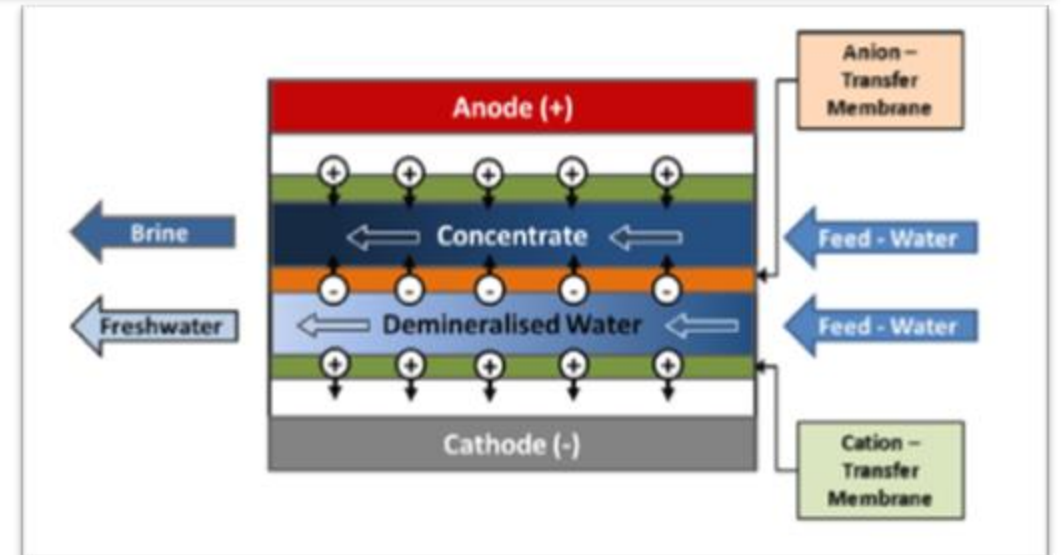 Anion –
Transfer
Membrane
Anode (+)
+ + + + +
Brine
Concentrate
Feed - Water
- - - - -
Freshwater
Demineralised Water
Feed - Water
+ + + + +
Cathode (-)
Cation –
Transfer
Membrane